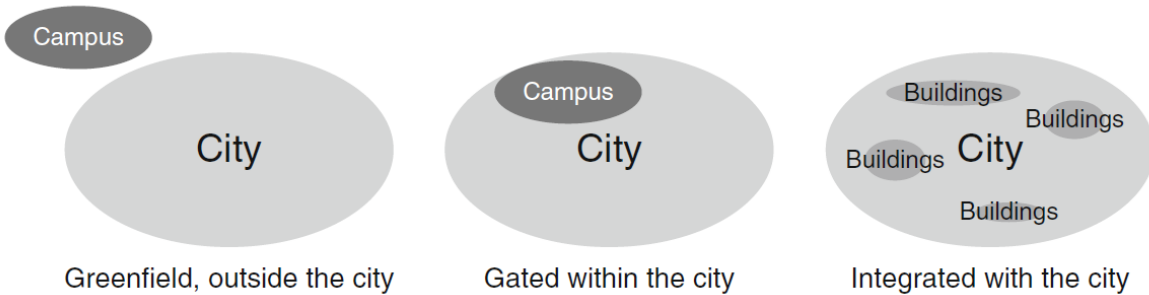 Campus
City
Greenfield, outside the city
Campus
City
Gated within the city
Buildings
Buildings
Buildings
City
Buildings
Integrated with the city